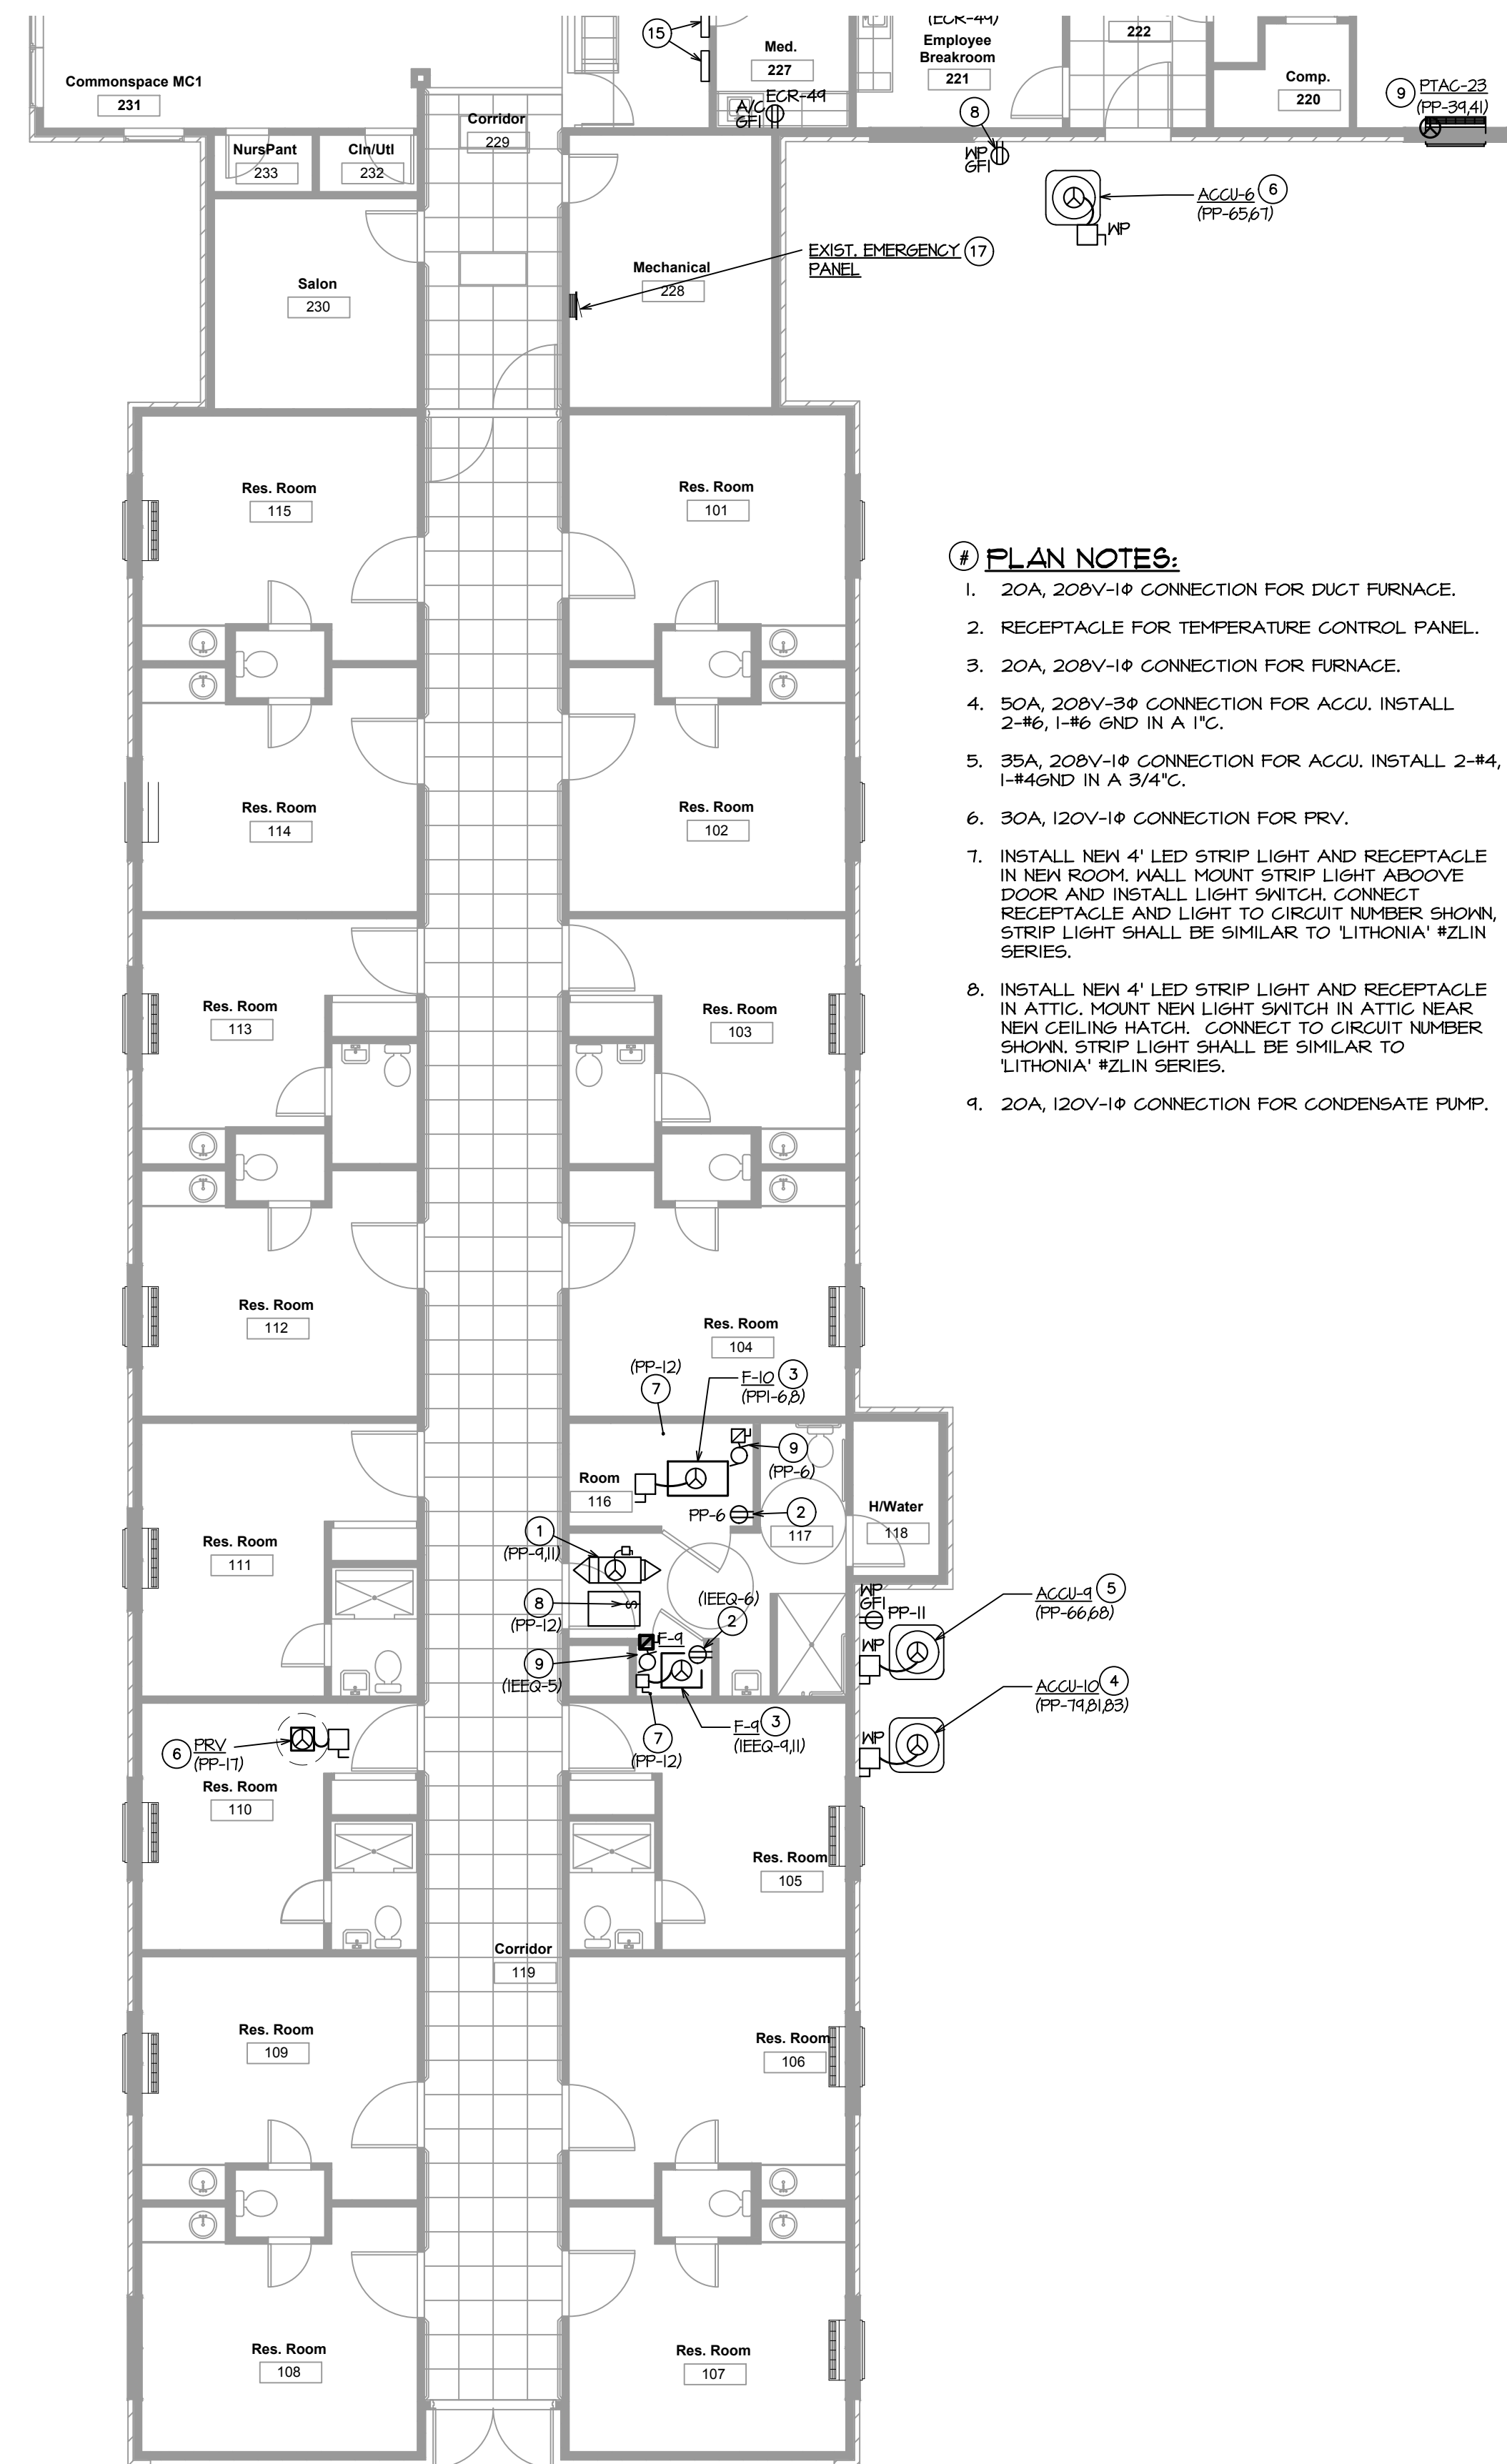 15
Med.
227
(ECR-49)
Employee
Breakroom
221
222
Comp.
220
9 PTAC-23
(PP-39,41)
Commonspace MC1
231
A/C ECR-49
GFI
8
WP
GFI
Corridor
229
NursPant
233
Cln/Utl
232
ACCU-6 6
(PP-65,67)
WP
EXIST. EMERGENCY 17
PANEL
Mechanical
228
Salon
230
Res. Room
115
Res. Room
101
# PLAN NOTES:
1. 20A, 208V-1Φ CONNECTION FOR DUCT FURNACE.
2. RECEPTACLE FOR TEMPERATURE CONTROL PANEL.
3. 20A, 208V-1Φ CONNECTION FOR FURNACE.
4. 50A, 208V-3Φ CONNECTION FOR ACCU. INSTALL
2-#6, 1-#6 GND IN A 1"C.
5. 35A, 208V-1Φ CONNECTION FOR ACCU. INSTALL 2-#4,
1-#4GND IN A 3/4"C.
6. 30A, 120V-1Φ CONNECTION FOR PRV.
7. INSTALL NEW 4' LED STRIP LIGHT AND RECEPTACLE
IN NEW ROOM. WALL MOUNT STRIP LIGHT ABOOVE
DOOR AND INSTALL LIGHT SWITCH. CONNECT
RECEPTACLE AND LIGHT TO CIRCUIT NUMBER SHOWN,
STRIP LIGHT SHALL BE SIMILAR TO 'LITHONIA' #ZLIN
SERIES.
8. INSTALL NEW 4' LED STRIP LIGHT AND RECEPTACLE
IN ATTIC. MOUNT NEW LIGHT SWITCH IN ATTIC NEAR
NEW CEILING HATCH. CONNECT TO CIRCUIT NUMBER
SHOWN. STRIP LIGHT SHALL BE SIMILAR TO
'LITHONIA' #ZLIN SERIES.
9. 20A, 120V-1Φ CONNECTION FOR CONDENSATE PUMP.
Res. Room
114
Res. Room
102
Res. Room
113
Res. Room
103
Res. Room
112
Res. Room
104
(PP-12)
7
F-10 3
(PP1-6,8)
9
(PP-6)
Room
116
PP-6 2
117
H/Water
118
Res. Room
111
1
(PP-9,11)
8
(PP-12)
S
(1EEQ-6)
2
F-9
9
(1EEQ-5)
WP
GFI PP-11
ACCU-9 5
(PP-66,68)
WP
ACCU-10 4
(PP-79,81,83)
WP
F-9 3
(1EEQ-9,11)
7
(PP-12)
6 PRV
(PP-17)
Res. Room
110
Res. Room
105
Corridor
119
Res. Room
109
Res. Room
106
Res. Room
108
Res. Room
107